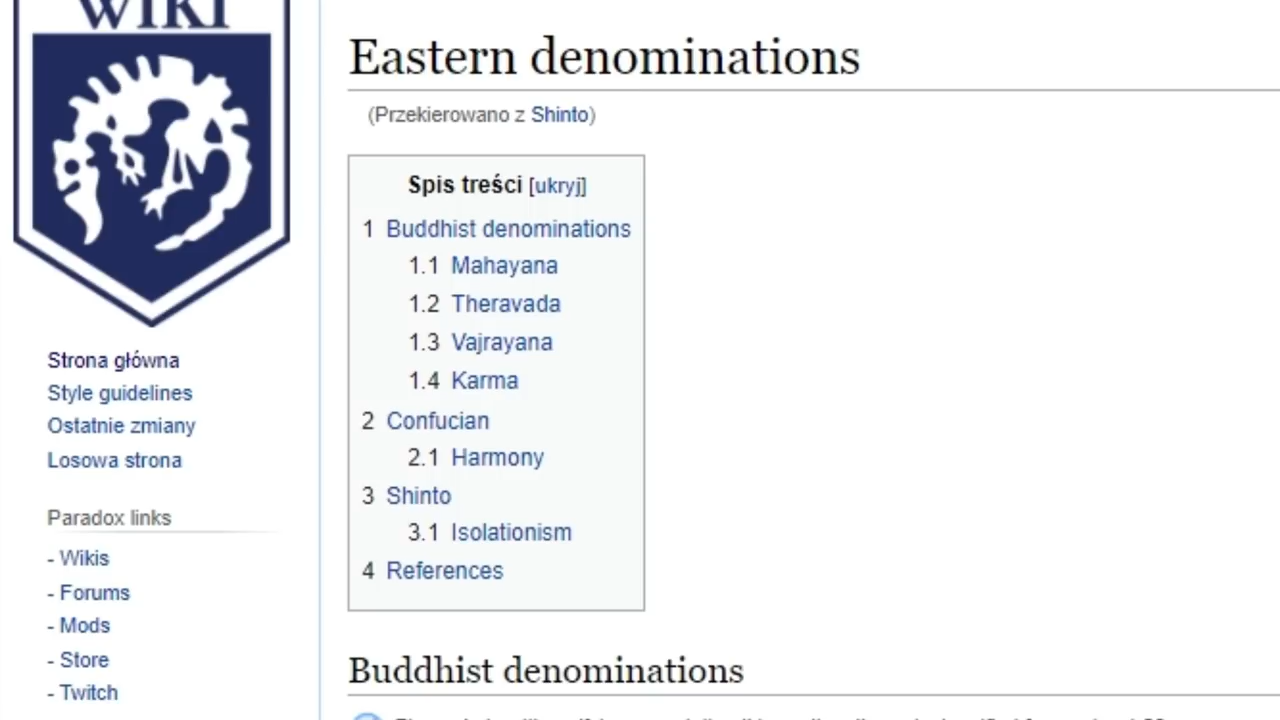 WIKI
Eastern denominations
(Przekierowano z Shinto)
Spis treści [ukryj]
1 Buddhist denominations
1.1 Mahayana
1.2 Theravada
1.3 Vajrayana
1.4 Karma
2 Confucian
2.1 Harmony
3 Shinto
3.1 Isolationism
4 References
Strona główna
Style guidelines
Ostatnie zmiany
Losowa strona
Paradox links
- Wikis
- Forums
- Mods
- Store
- Twitch
Buddhist denominations